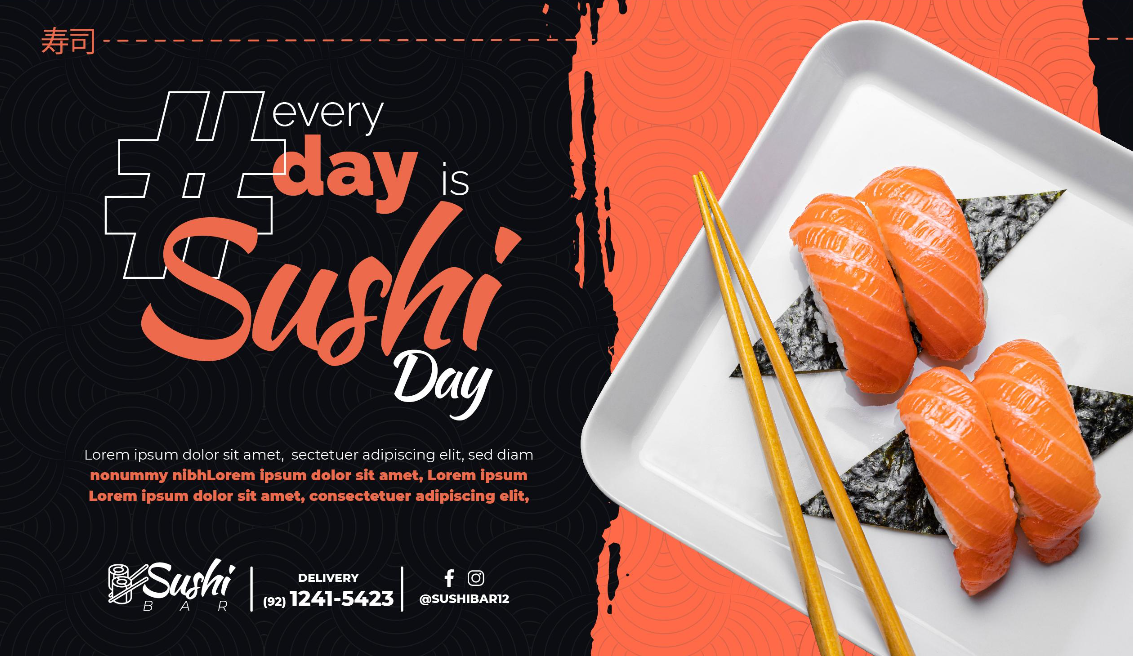 寿司
#every
day is
Sushi
Day
Lorem ipsum dolor sit amet, sectetuer adipiscing elit, sed diam
nonummy nibhLorem ipsum dolor sit amet, Lorem ipsum
Lorem ipsum dolor sit amet, consectetuer adipiscing elit,
Sushi
BAR
DELIVERY
(92) 1241-5423
@SUSHIBAR12